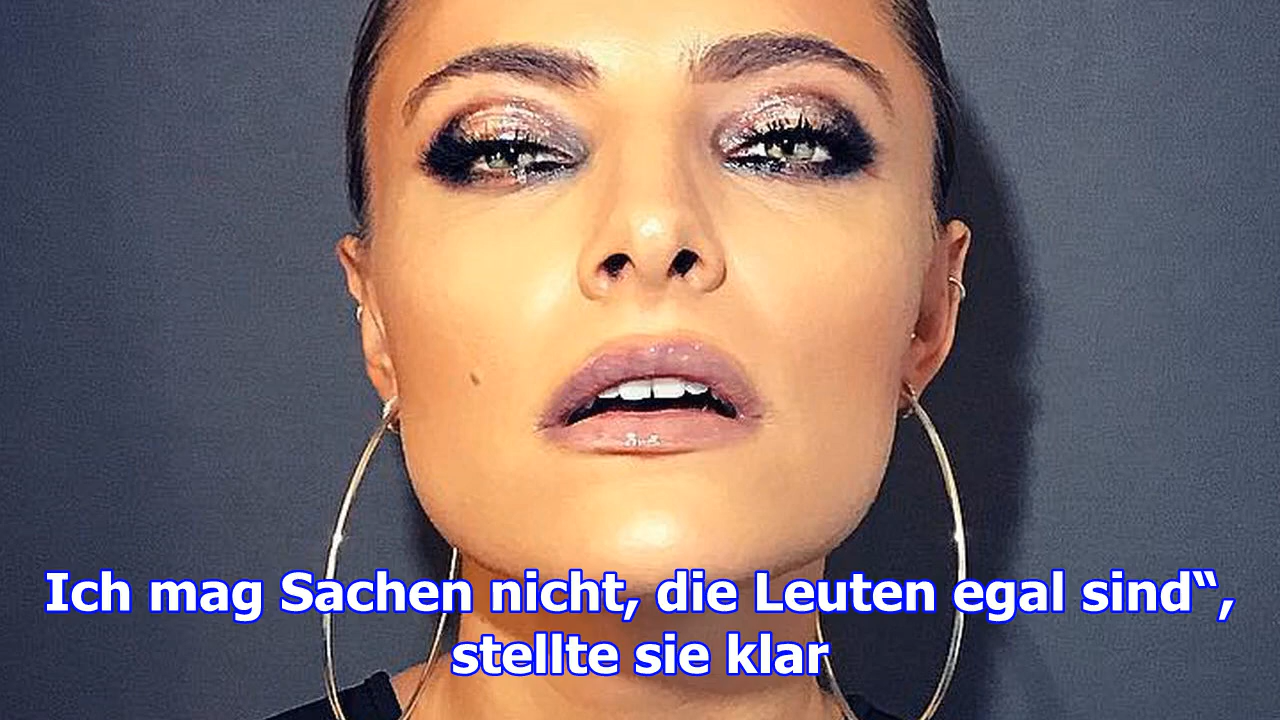 Ich mag Sachen nicht, die Leuten egal sind“,
stellte sie klar